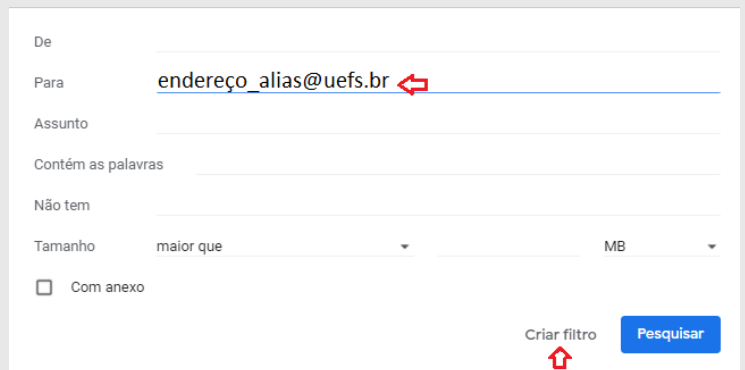 De
Para endereço_alias@uefs.br
Assunto
Contém as palavras
Não tem
Tamanho maior que MB
Com anexo
Criar filtro Pesquisar